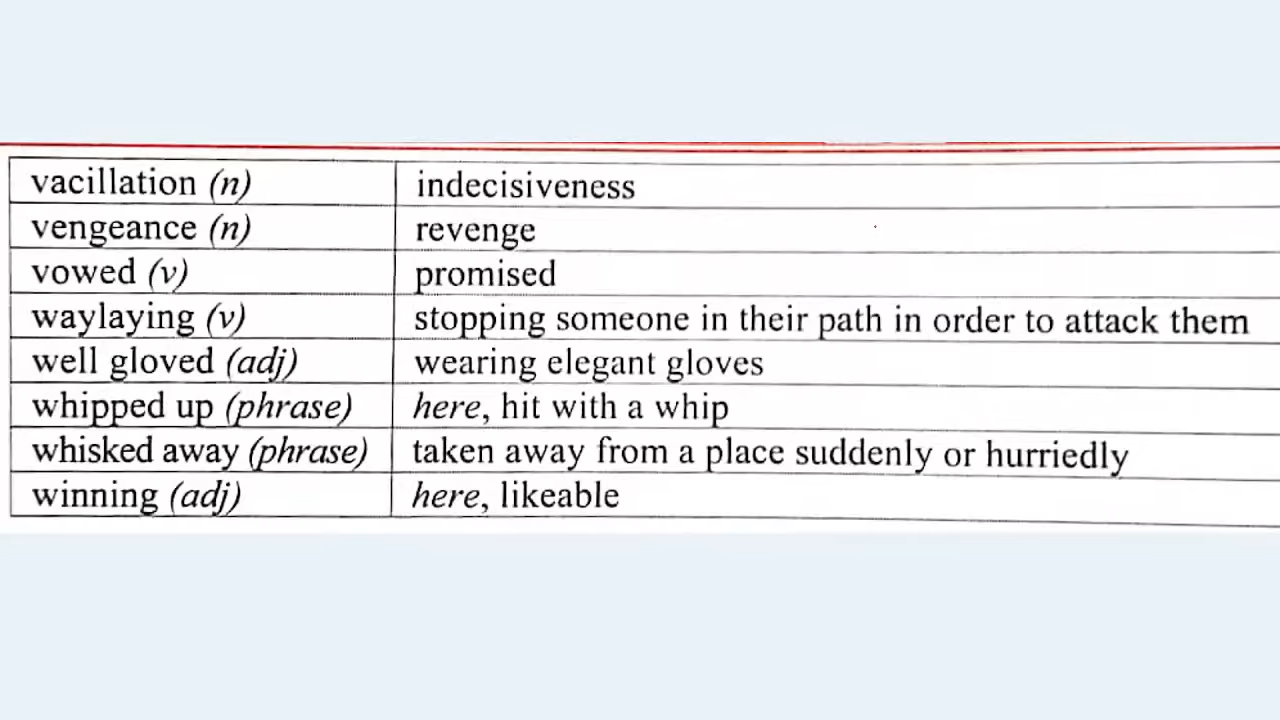 vacillation (n) indecisiveness
vengeance (n) revenge
vowed (v) promised
waylaying (v) stopping someone in their path in order to attack them
well gloved (adj) wearing elegant gloves
whipped up (phrase) here, hit with a whip
whisked away (phrase) taken away from a place suddenly or hurriedly
winning (adj) here, likeable